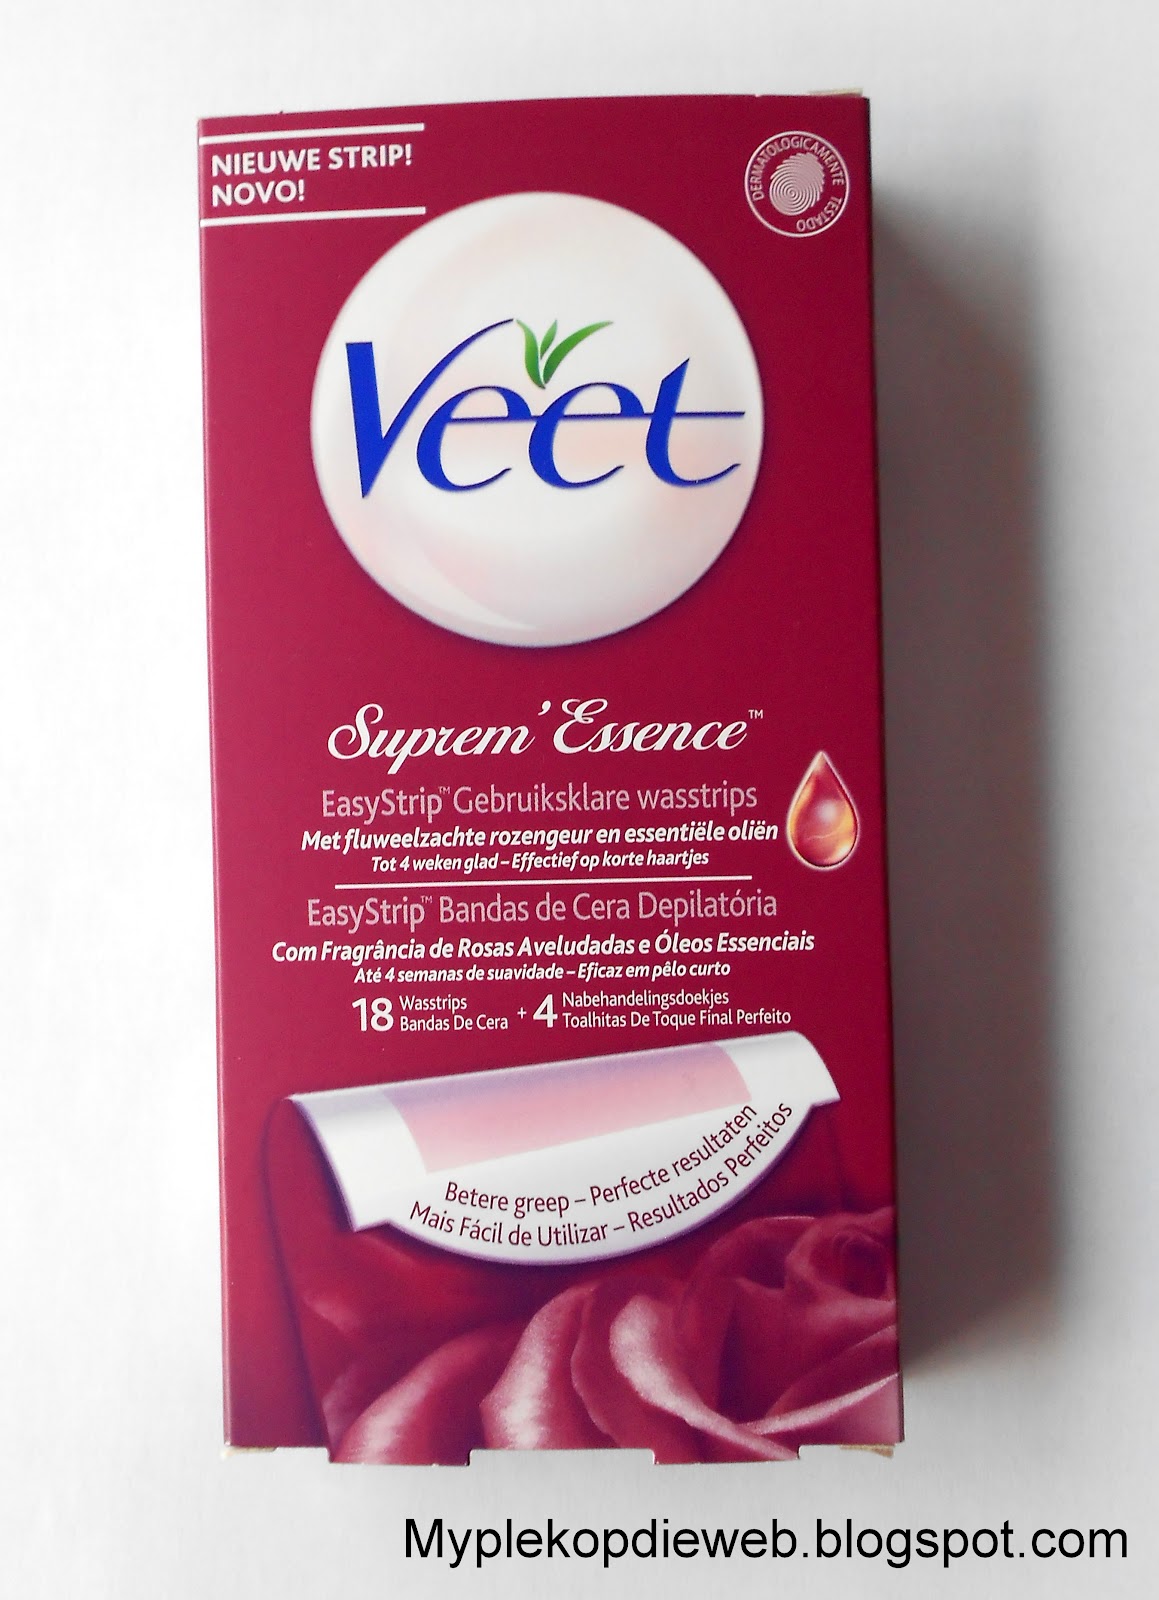 NIEUWE STRIP!
NOVO!
DERMATOLOGICAMENTE TESTADO
Veet
Suprem'Essence™
EasyStrip™ Gebruiksklare wasstrips
Met fluweelzachte rozengeur en essentiële oliën
Tot 4 weken glad – Effectief op korte haartjes
EasyStrip™ Bandas de Cera Depilatória
Com Fragrância de Rosas Aveludadas e Óleos Essenciais
Até 4 semanas de suavidade – Eficaz em pêlo curto
18 Wasstrips
Bandas De Cera
+ 4 Nabehandelingsdoekjes
Toalhitas De Toque Final Perfeito
Betere greep – Perfecte resultaten
Mais Fácil de Utilizar – Resultados Perfeitos
Myplekopdieweb.blogspot.com